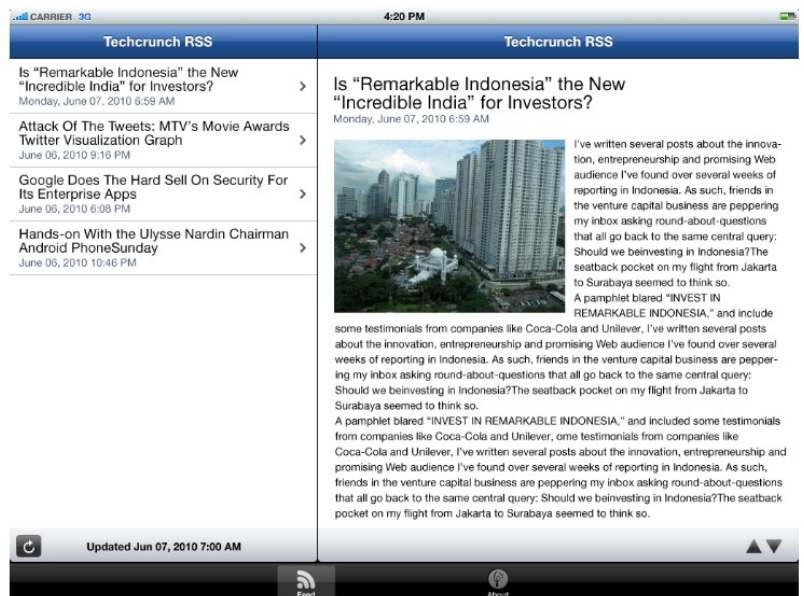 CARRIER 3G
4:20 PM
Techcrunch RSS
Techcrunch RSS
Is “Remarkable Indonesia” the New
“Incredible India” for Investors?
Monday, June 07, 2010 6:59 AM
Attack Of The Tweets: MTV's Movie Awards
Twitter Visualization Graph
June 06, 2010 9:16 PM
Google Does The Hard Sell On Security For
Its Enterprise Apps
June 06, 2010 6:08 PM
Hands-on With the Ulysse Nardin Chairman
Android PhoneSunday
June 06, 2010 10:46 PM
Updated Jun 07, 2010 7:00 AM
Is “Remarkable Indonesia” the New
“Incredible India” for Investors?
Monday, June 07, 2010 6:59 AM
I've written several posts about the innova-
tion, entrepreneurship and promising Web
audience I've found over several weeks of
reporting in Indonesia. As such, friends in
the venture capital business are peppering
my inbox asking round-about-questions
that all go back to the same central query:
Should we beinvesting in Indonesia?The
seatback pocket on my flight from Jakarta
to Surabaya seemed to think so.
A pamphlet blared “INVEST IN
REMARKABLE INDONESIA,” and include
some testimonials from companies like Coca-Cola and Unilever, I've written several posts
about the innovation, entrepreneurship and promising Web audience I've found over several
weeks of reporting in Indonesia. As such, friends in the venture capital business are pepper-
ing my inbox asking round-about-questions that all go back to the same central query:
Should we beinvesting in Indonesia?The seatback pocket on my flight from Jakarta to
Surabaya seemed to think so.
A pamphlet blared “INVEST IN REMARKABLE INDONESIA,” and included some testimonials
from companies like Coca-Cola and Unilever, ome testimonials from companies like
Coca-Cola and Unilever, I've written several posts about the innovation, entrepreneurship and
promising Web audience I've found over several weeks of reporting in Indonesia. As such,
friends in the venture capital business are peppering my inbox asking round-about-questions
that all go back to the same central query: Should we beinvesting in Indonesia?The seatback
pocket on my flight from Jakarta to Surabaya seemed to think so.
Feed
About